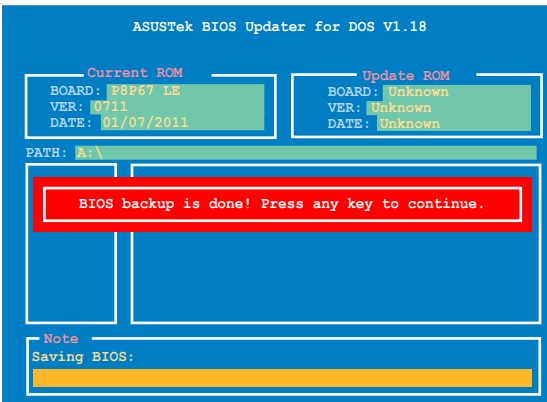 ASUSTek BIOS Updater for DOS V1.18
Current ROM
BOARD: P8P67 LE
VER: 0711
DATE: 01/07/2011
Update ROM
BOARD: Unknown
VER: Unknown
DATE: Unknown
PATH: A:\
BIOS backup is done! Press any key to continue.
Note
Saving BIOS: